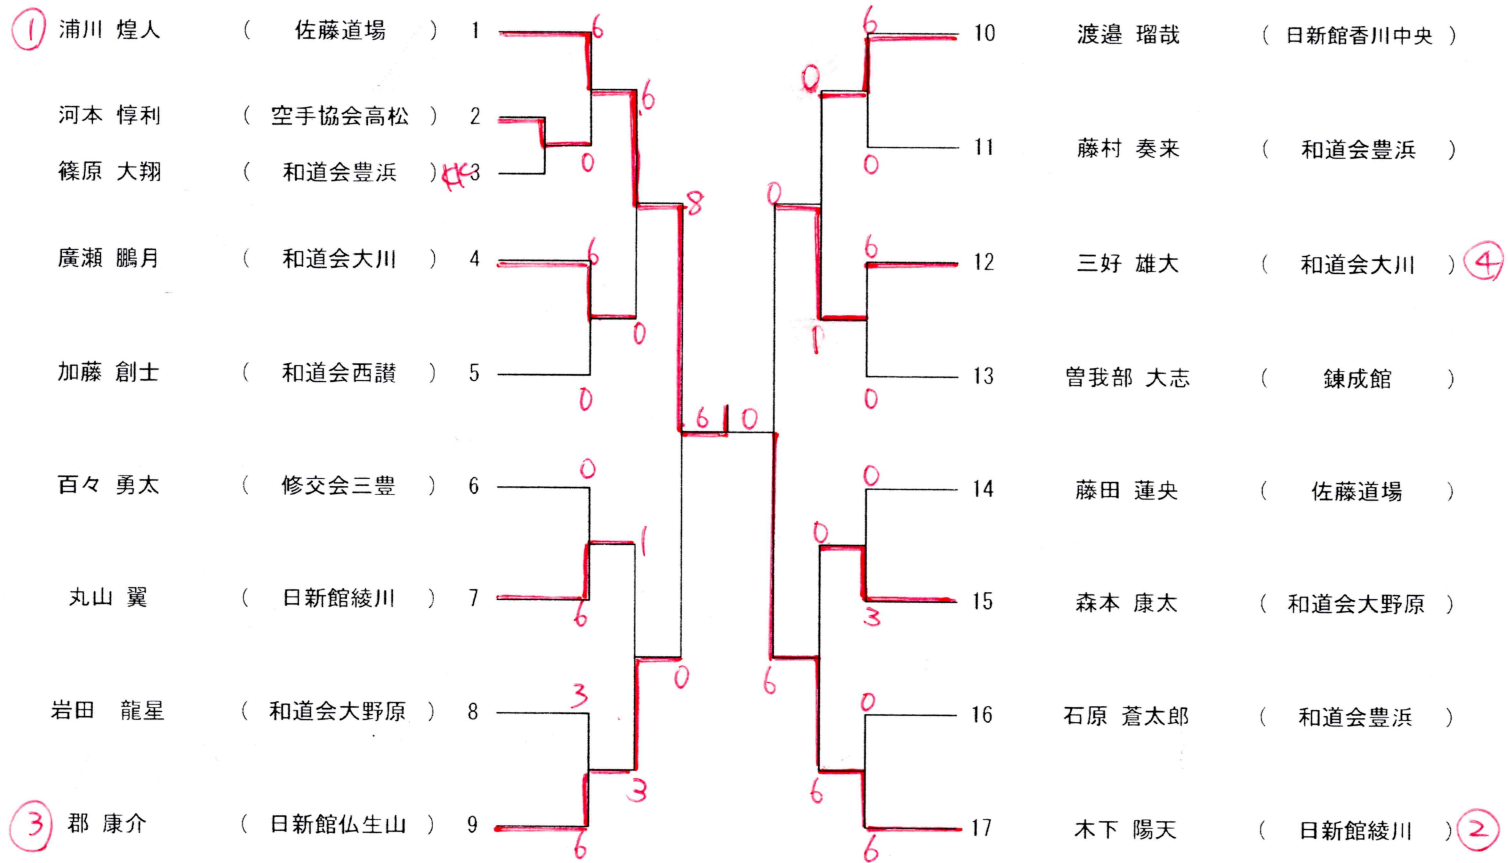 ① 浦川 煌人 ( 佐藤道場 ) 1
河本 惇利 ( 空手協会高松 ) 2
篠原 大翔 ( 和道会豊浜 ) 3
廣瀬 鵬月 ( 和道会大川 ) 4
加藤 創士 ( 和道会西讃 ) 5
百々 勇太 ( 修交会三豊 ) 6
丸山 翼 ( 日新館綾川 ) 7
岩田 龍星 ( 和道会大野原 ) 8
③ 郡 康介 ( 日新館仏生山 ) 9
6
0
6
0
0
6
3
6
6
0
1
3
8
0
6 0
0
6
0
1
0
6
6
0
6
0
0
3
0
6
10 渡邉 瑠哉 ( 日新館香川中央 )
11 藤村 奏来 ( 和道会豊浜 )
12 三好 雄大 ( 和道会大川 ) ④
13 曽我部 大志 ( 錬成館 )
14 藤田 蓮央 ( 佐藤道場 )
15 森本 康太 ( 和道会大野原 )
16 石原 蒼太郎 ( 和道会豊浜 )
17 木下 陽天 ( 日新館綾川 ) ②